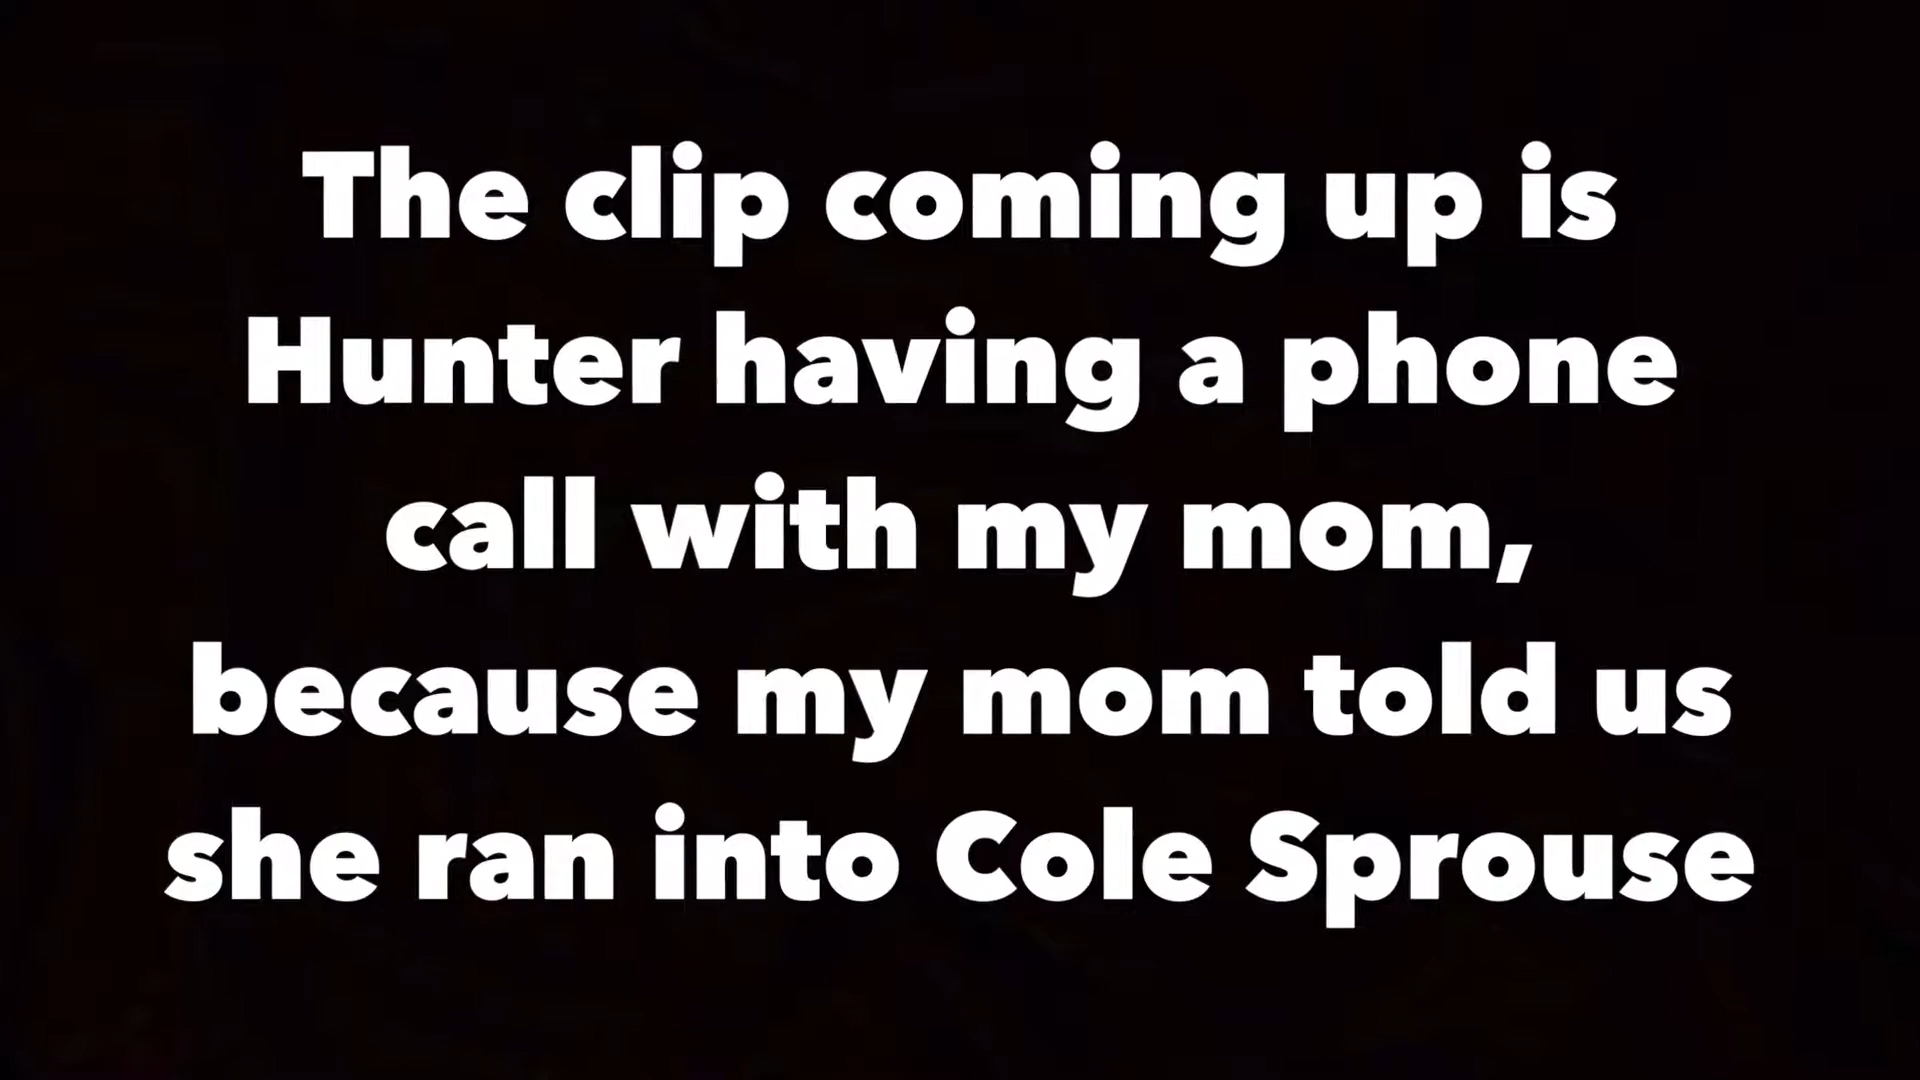 The clip coming up is
Hunter having a phone
call with my mom,
because my mom told us
she ran into Cole Sprouse